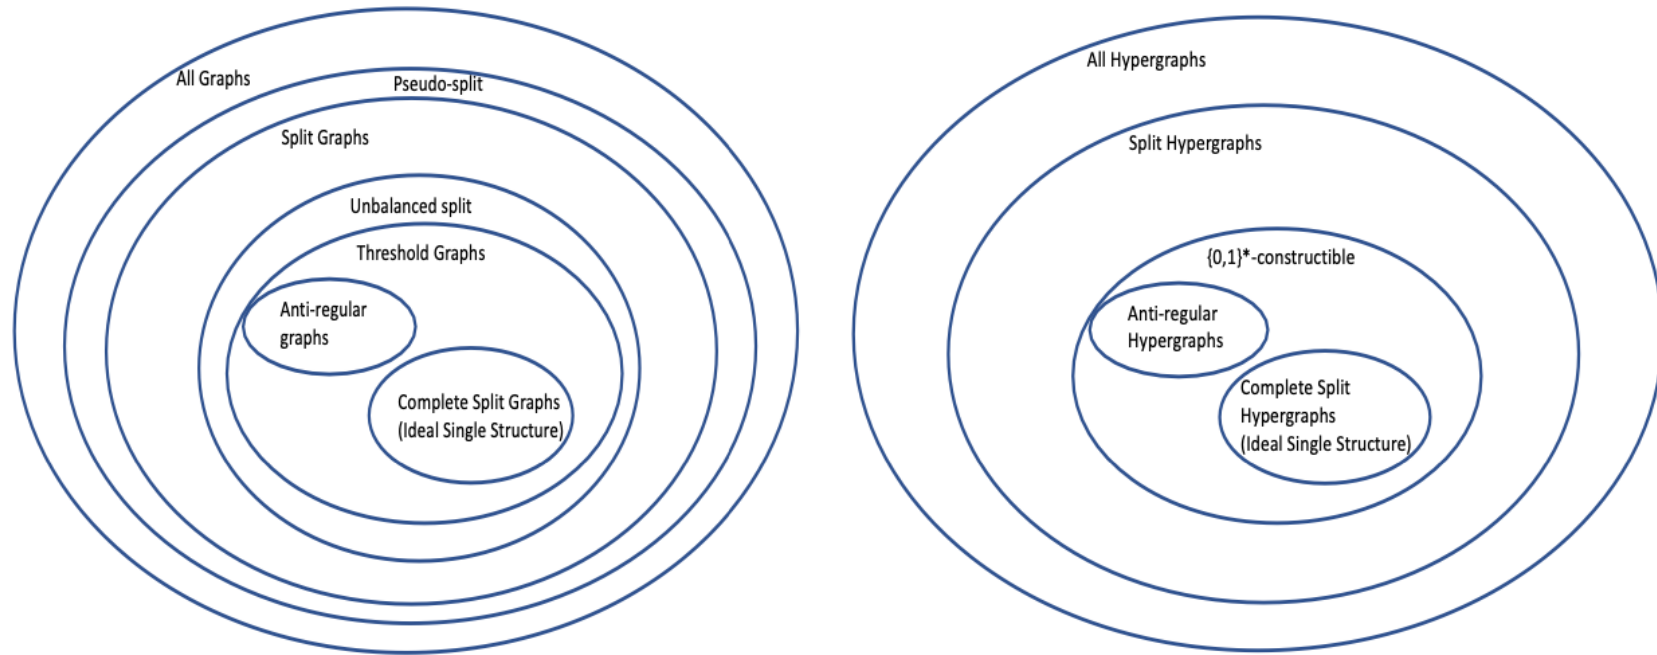 All Graphs
Pseudo-split
Split Graphs
Unbalanced split
Threshold Graphs
Anti-regular
graphs
Complete Split Graphs
(Ideal Single Structure)
All Hypergraphs
Split Hypergraphs
{0,1}*-constructible
Anti-regular
Hypergraphs
Complete Split
Hypergraphs
(Ideal Single Structure)